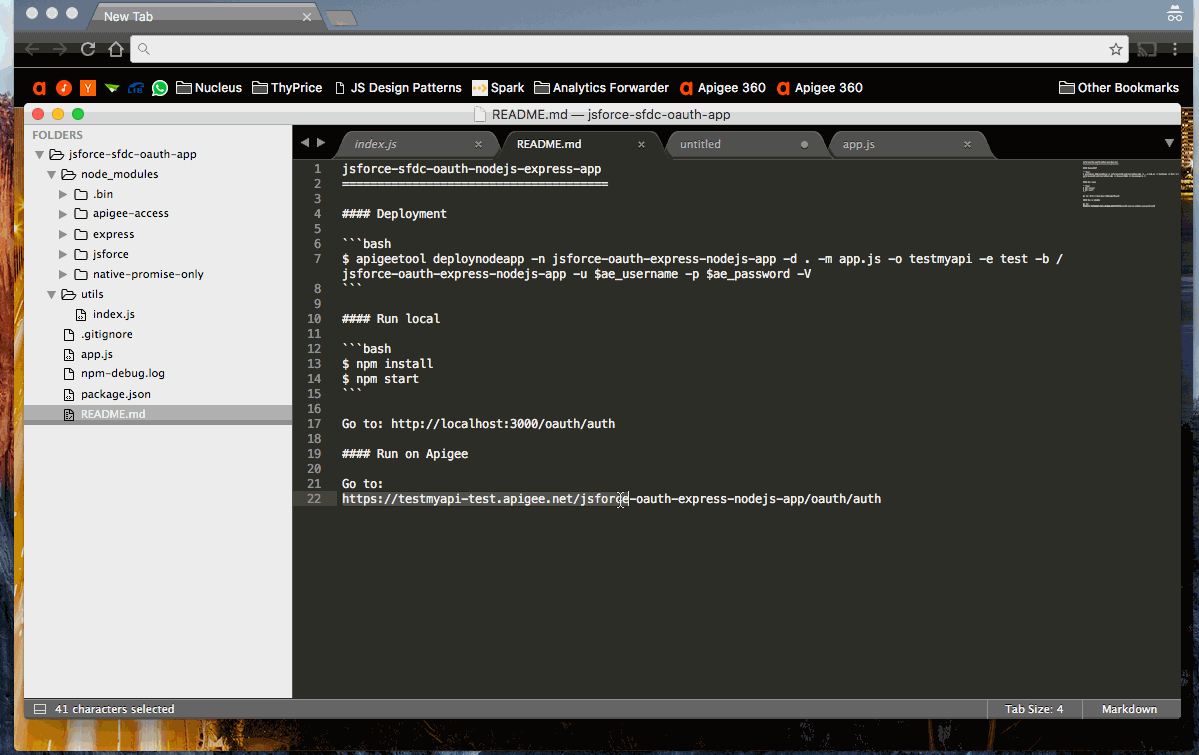 New Tab
Nucleus
ThyPrice
JS Design Patterns
Spark
Analytics Forwarder
Apigee 360
Apigee 360
Other Bookmarks
README.md — jsforce-sfdc-oauth-app
FOLDERS
jsforce-sfdc-oauth-app
node_modules
.bin
apigee-access
express
jsforce
native-promise-only
utils
index.js
.gitignore
app.js
npm-debug.log
package.json
README.md
index.js
README.md
untitled
app.js
1 jsforce-sfdc-oauth-nodejs-express-app
2 ======================================
3
4 #### Deployment
5
6 ```bash
7 $ apigeetool deploynodeapp -n jsforce-oauth-express-nodejs-app -d . -m app.js -o testmyapi -e test -b /
jsforce-oauth-express-nodejs-app -u $ae_username -p $ae_password -V
8 ```
9
10 #### Run local
11
12 ```bash
13 $ npm install
14 $ npm start
15 ```
16
17 Go to: http://localhost:3000/oauth/auth
18
19 #### Run on Apigee
20
21 Go to:
22 https://testmyapi-test.apigee.net/jsforce-oauth-express-nodejs-app/oauth/auth
41 characters selected
Tab Size: 4
Markdown